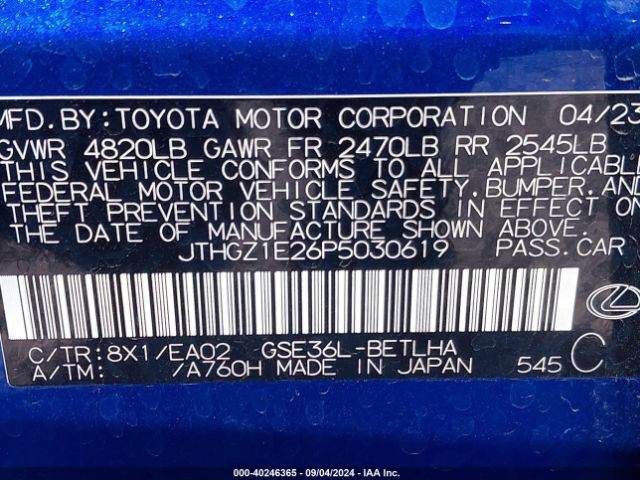 MFD. BY: TOYOTA MOTOR CORPORATION 04/23
GVWR 4820LB GAWR FR 2470LB RR 2545LB
THIS VEHICLE CONFORMS TO ALL APPLICABLE
FEDERAL MOTOR VEHICLE SAFETY, BUMPER, AND
THEFT PREVENTION STANDARDS IN EFFECT ON
THE DATE OF MANUFACTURE SHOWN ABOVE.
JTHGZ1E26P5030619 PASS. CAR
C/TR: 8X1/EA02 GSE36L-BETLHA
A/TM: /A760H MADE IN JAPAN 545 C
000-40246365 - 09/04/2024 - IAA Inc.